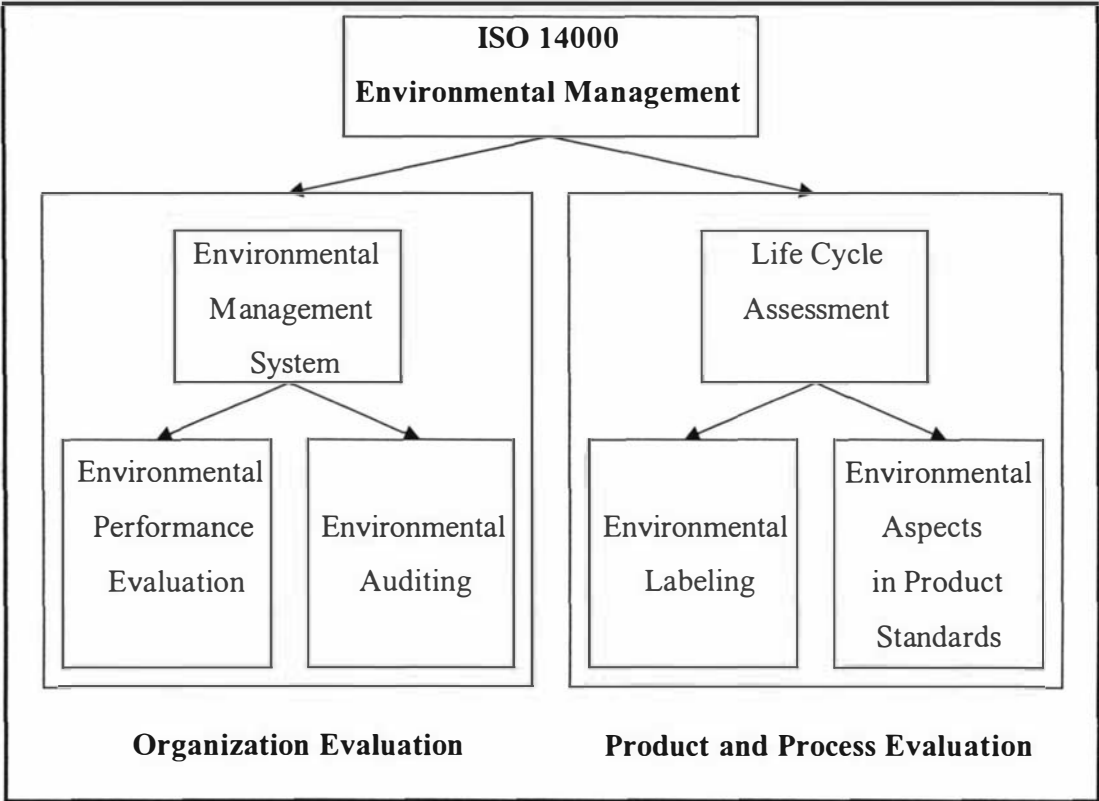 ISO 14000
Environmental Management
Environmental
Management
System
Life Cycle
Assessment
Environmental
Performance
Evaluation
Environmental
Auditing
Environmental
Labeling
Environmental
Aspects
in Product
Standards
Organization Evaluation
Product and Process Evaluation